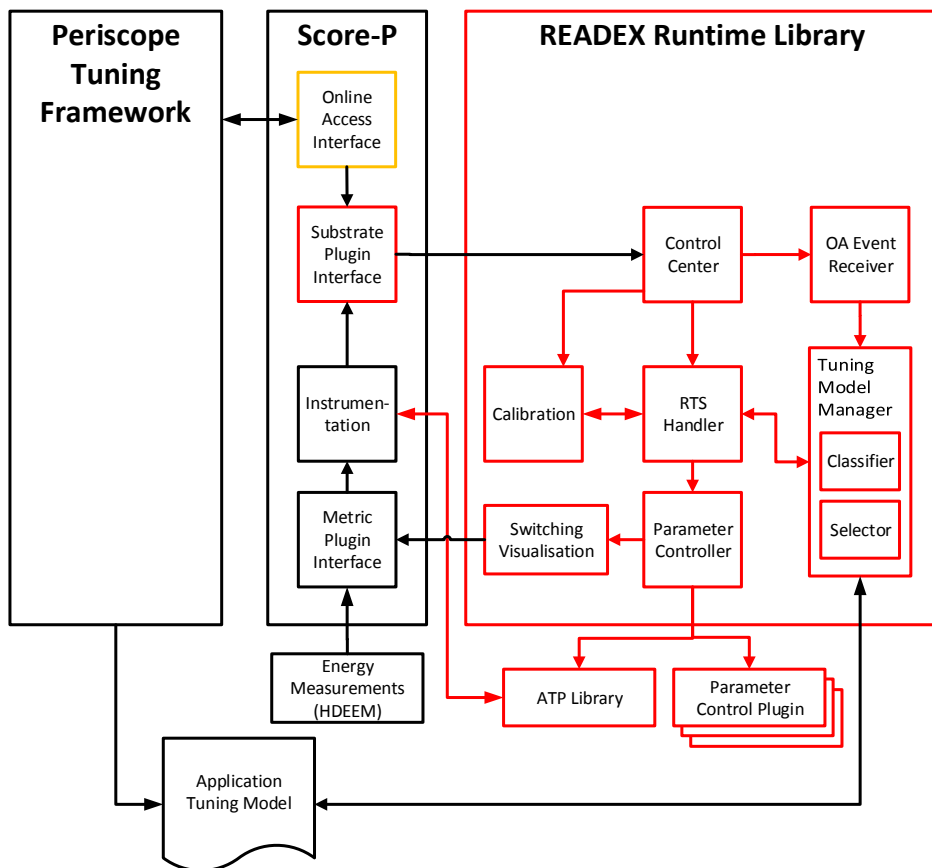 Periscope
Tuning
Framework
Score-P
READEX Runtime Library
Online
Access
Interface
Substrate
Plugin
Interface
Control
Center
OA Event
Receiver
Instrumen-
tation
Calibration
RTS
Handler
Tuning
Model
Manager
Classifier
Selector
Metric
Plugin
Interface
Switching
Visualisation
Parameter
Controller
Energy
Measurements
(HDEEM)
ATP Library
Parameter
Control Plugin
Application
Tuning Model